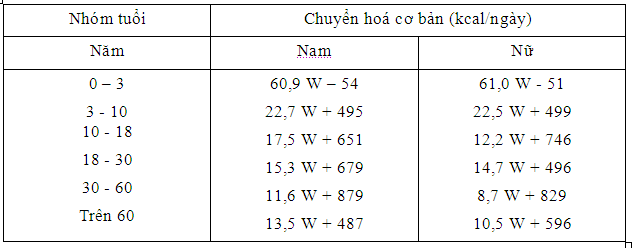 Nhóm tuổi Chuyển hoá cơ bản (kcal/ngày)
Năm Nam Nữ
0 – 3 60,9 W – 54 61,0 W - 51
3 - 10 22,7 W + 495 22,5 W + 499
10 - 18 17,5 W + 651 12,2 W + 746
18 - 30 15,3 W + 679 14,7 W + 496
30 - 60 11,6 W + 879 8,7 W + 829
Trên 60 13,5 W + 487 10,5 W + 596